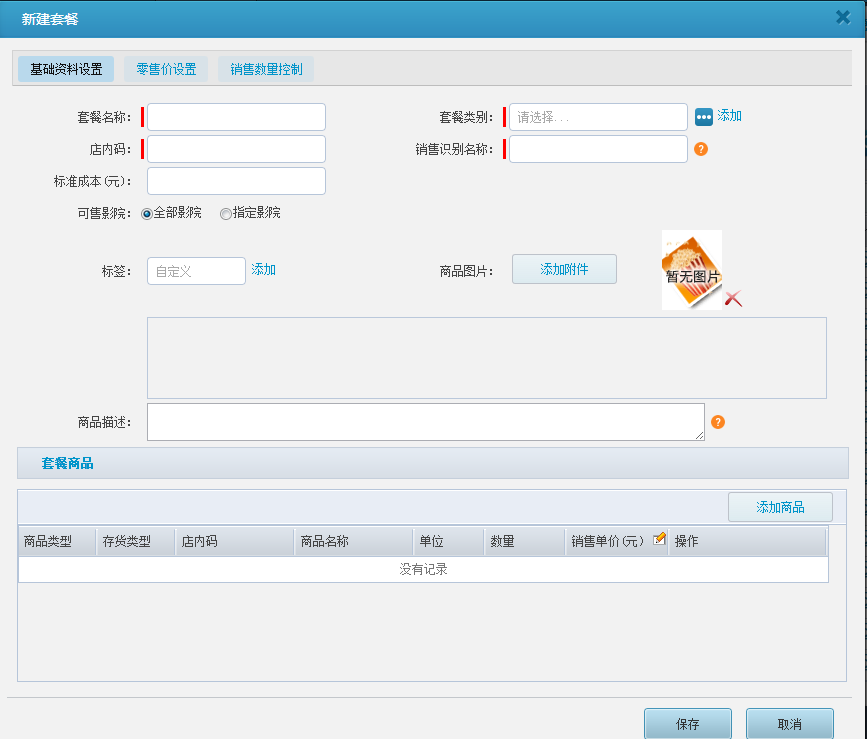 新建套餐
基础资料设置 零售价设置 销售数量控制
套餐名称: 套餐类别: 请选择... 添加
店内码: 销售识别名称: ?
标准成本(元):
可售影院: 全部影院 指定影院
标签: 自定义 添加 商品图片: 添加附件 暂无图片
商品描述: ?
套餐商品
添加商品
商品类型 存货类型 店内码 商品名称 单位 数量 销售单价(元) 操作
没有记录
保存 取消